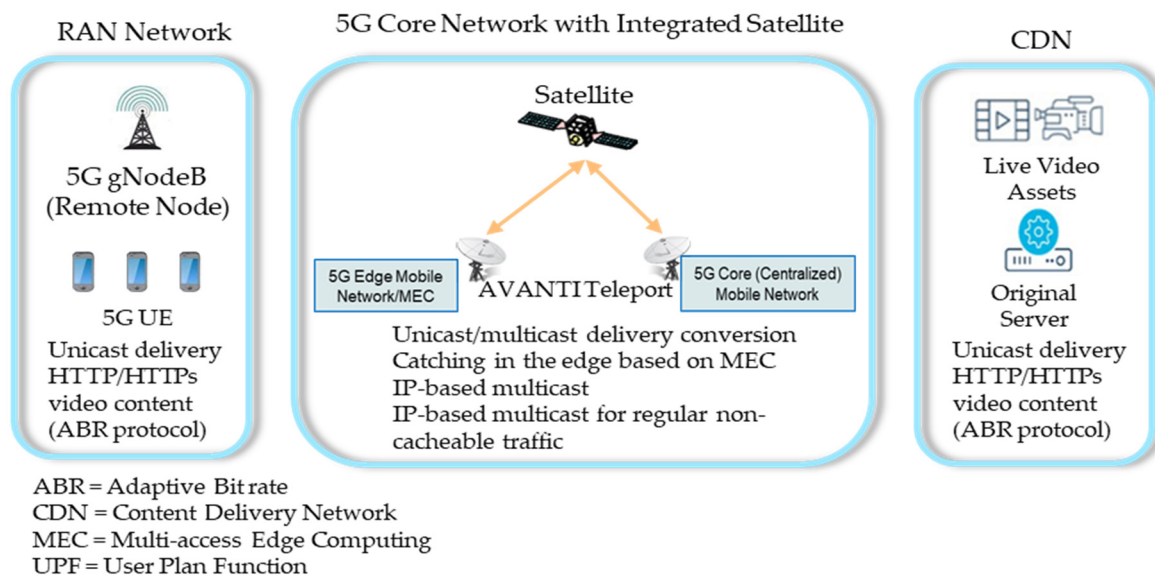 RAN Network
5G gNodeB
(Remote Node)
5G UE
Unicast delivery
HTTP/HTTPs
video content
(ABR protocol)
5G Core Network with Integrated Satellite
Satellite
5G Edge Mobile
Network/MEC
AVANTI Teleport
5G Core (Centralized)
Mobile Network
Unicast/multicast delivery conversion
Catching in the edge based on MEC
IP-based multicast
IP-based multicast for regular non-
cacheable traffic
CDN
Live Video
Assets
Original
Server
Unicast delivery
HTTP/HTTPs
video content
(ABR protocol)
ABR = Adaptive Bit rate
CDN = Content Delivery Network
MEC = Multi-access Edge Computing
UPF = User Plan Function